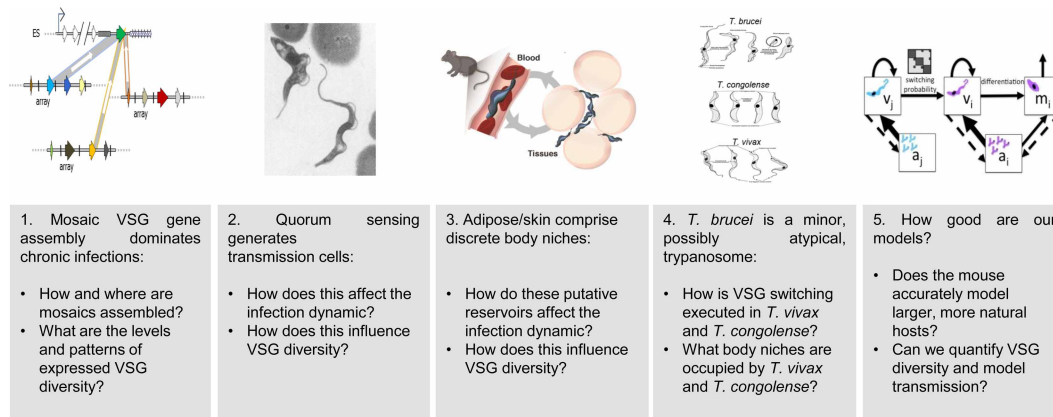 ES
array
array
array
Blood
Tissues
T. brucei
T. congolense
T. vivax
switching
probability
differentiation
v j
v i
m i
a j
a i
1. Mosaic VSG gene
assembly dominates
chronic infections:
• How and where are
mosaics assembled?
• What are the levels
and patterns of
expressed VSG
diversity?
2. Quorum sensing
generates
transmission cells:
• How does this affect the
infection dynamic?
• How does this influence
VSG diversity?
3. Adipose/skin comprise
discrete body niches:
• How do these putative
reservoirs affect the
infection dynamic?
• How does this influence
VSG diversity?
4. T. brucei is a minor,
possibly atypical,
trypanosome:
• How is VSG switching
executed in T. vivax
and T. congolense?
• What body niches are
occupied by T. vivax
and T. congolense?
5. How good are our
models?
• Does the mouse
accurately model
larger, more natural
hosts?
• Can we quantify VSG
diversity and model
transmission?